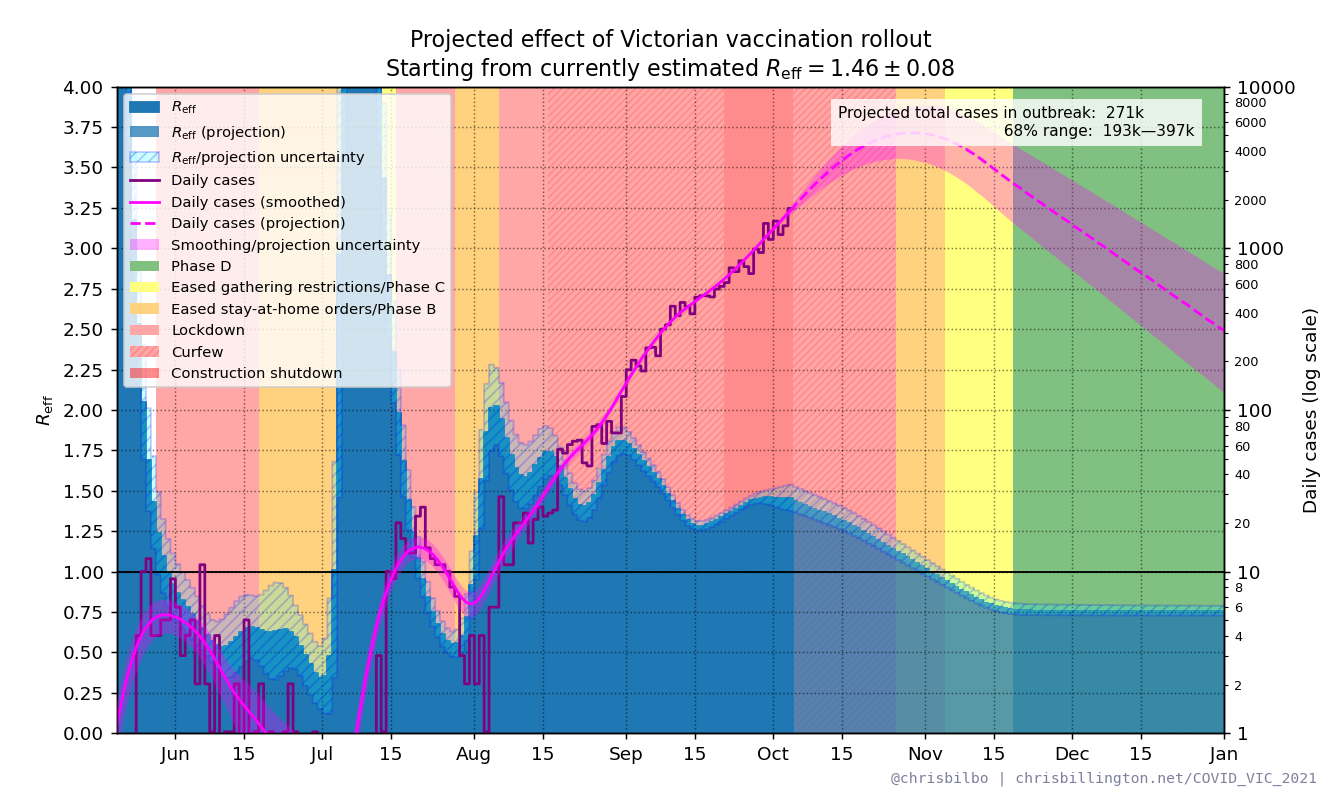 Projected effect of Victorian vaccination rollout
Starting from currently estimated Reff = 1.46 ± 0.08
Projected total cases in outbreak: 271k
68% range: 193k—397k
Reff
Reff (projection)
Reff/projection uncertainty
Daily cases
Daily cases (smoothed)
Daily cases (projection)
Smoothing/projection uncertainty
Phase D
Eased gathering restrictions/Phase C
Eased stay-at-home orders/Phase B
Lockdown
Curfew
Construction shutdown
Reff
4.00
3.75
3.50
3.25
3.00
2.75
2.50
2.25
2.00
1.75
1.50
1.25
1.00
0.75
0.50
0.25
0.00
10000
8000
6000
4000
2000
1000
800
600
400
200
100
80
60
40
20
10
8
6
4
2
1
Daily cases (log scale)
Jun 15 Jul 15 Aug 15 Sep 15 Oct 15 Nov 15 Dec 15 Jan
@chrisbilbo | chrisbillington.net/COVID_VIC_2021